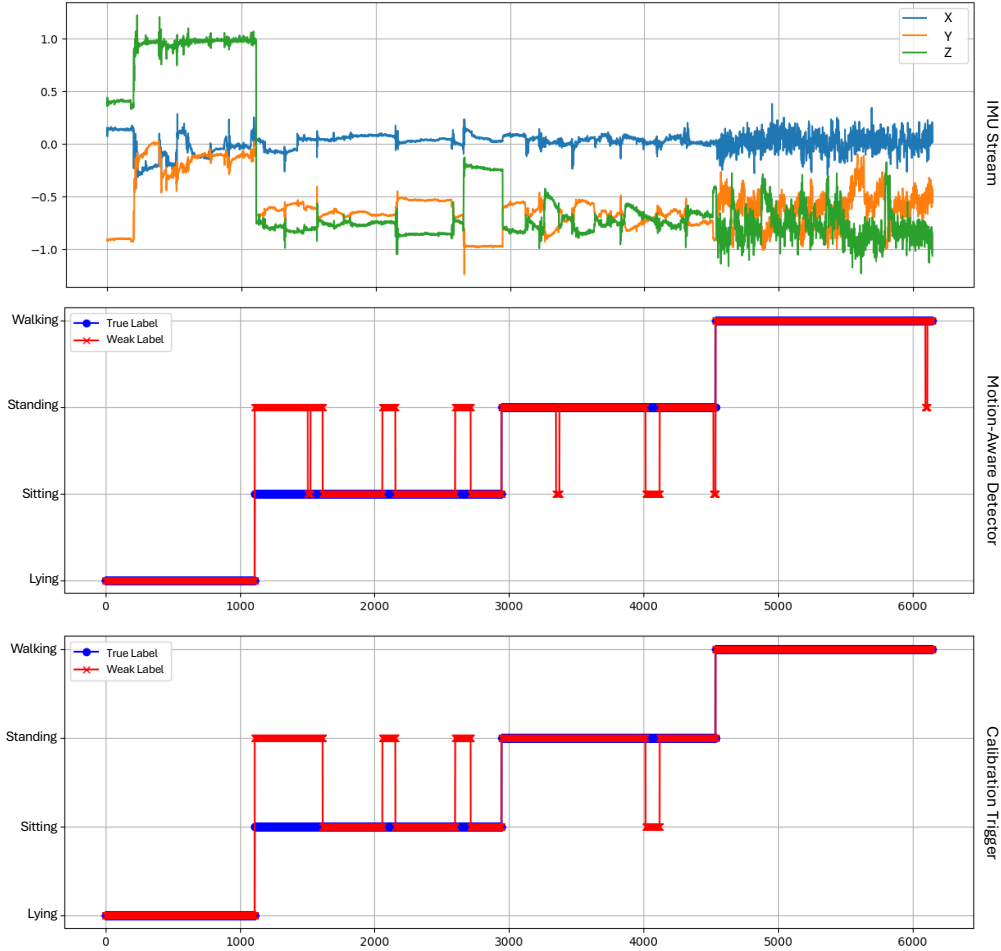 X
Y
Z
1.0
0.5
0.0
−0.5
−1.0
IMU Stream
True Label
Weak Label
Walking
Standing
Sitting
Lying
0
1000
2000
3000
4000
5000
6000
Motion-Aware Detector
True Label
Weak Label
Walking
Standing
Sitting
Lying
0
1000
2000
3000
4000
5000
6000
Calibration Trigger